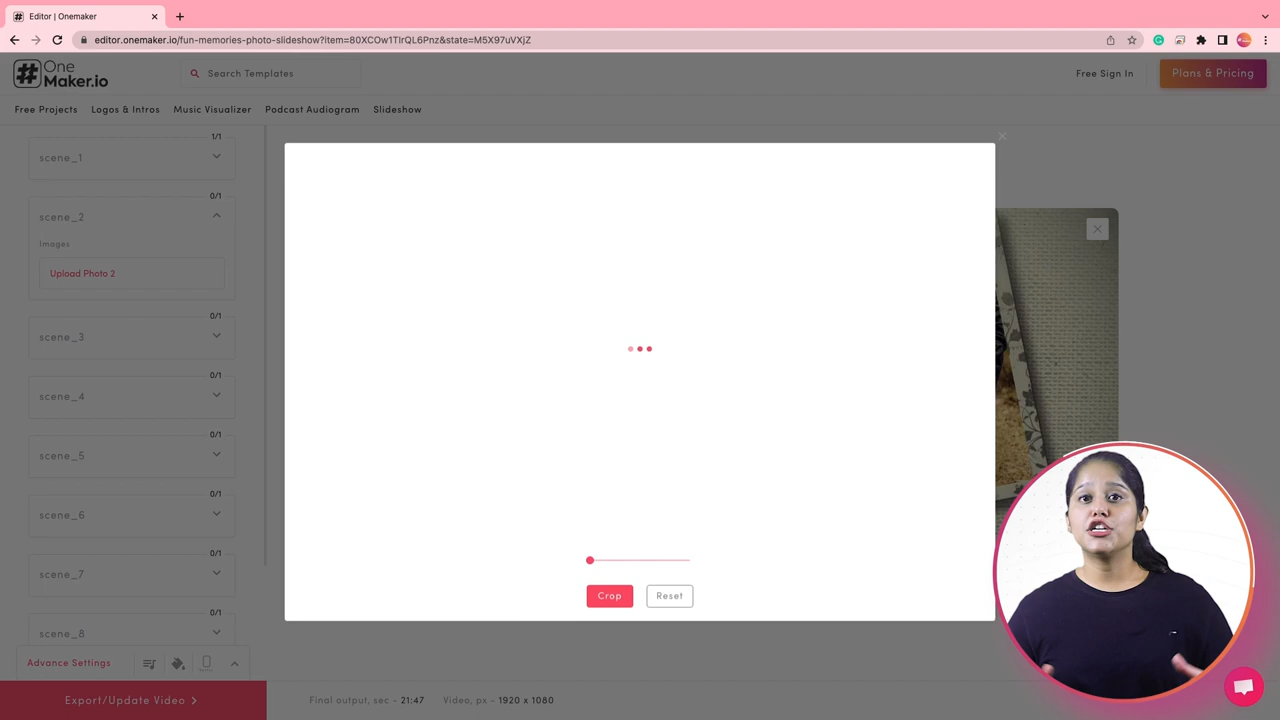 Editor | Onemaker
editor.onemaker.io/fun-memories-photo-slideshow?item=80XCOw1TIrQL6Pnz&state=M5X97uVXjZ
One
Maker.io
Search Templates
Free Sign In
Plans & Pricing
Free Projects
Logos & Intros
Music Visualizer
Podcast Audiogram
Slideshow
1/1
scene_1
0/1
scene_2
Images
Upload Photo 2
0/1
scene_3
0/1
scene_4
0/1
scene_5
0/1
scene_6
0/1
scene_7
0/1
scene_8
Crop
Reset
Advance Settings
Export/Update Video
Final output, sec - 21:47
Video, px - 1920 x 1080